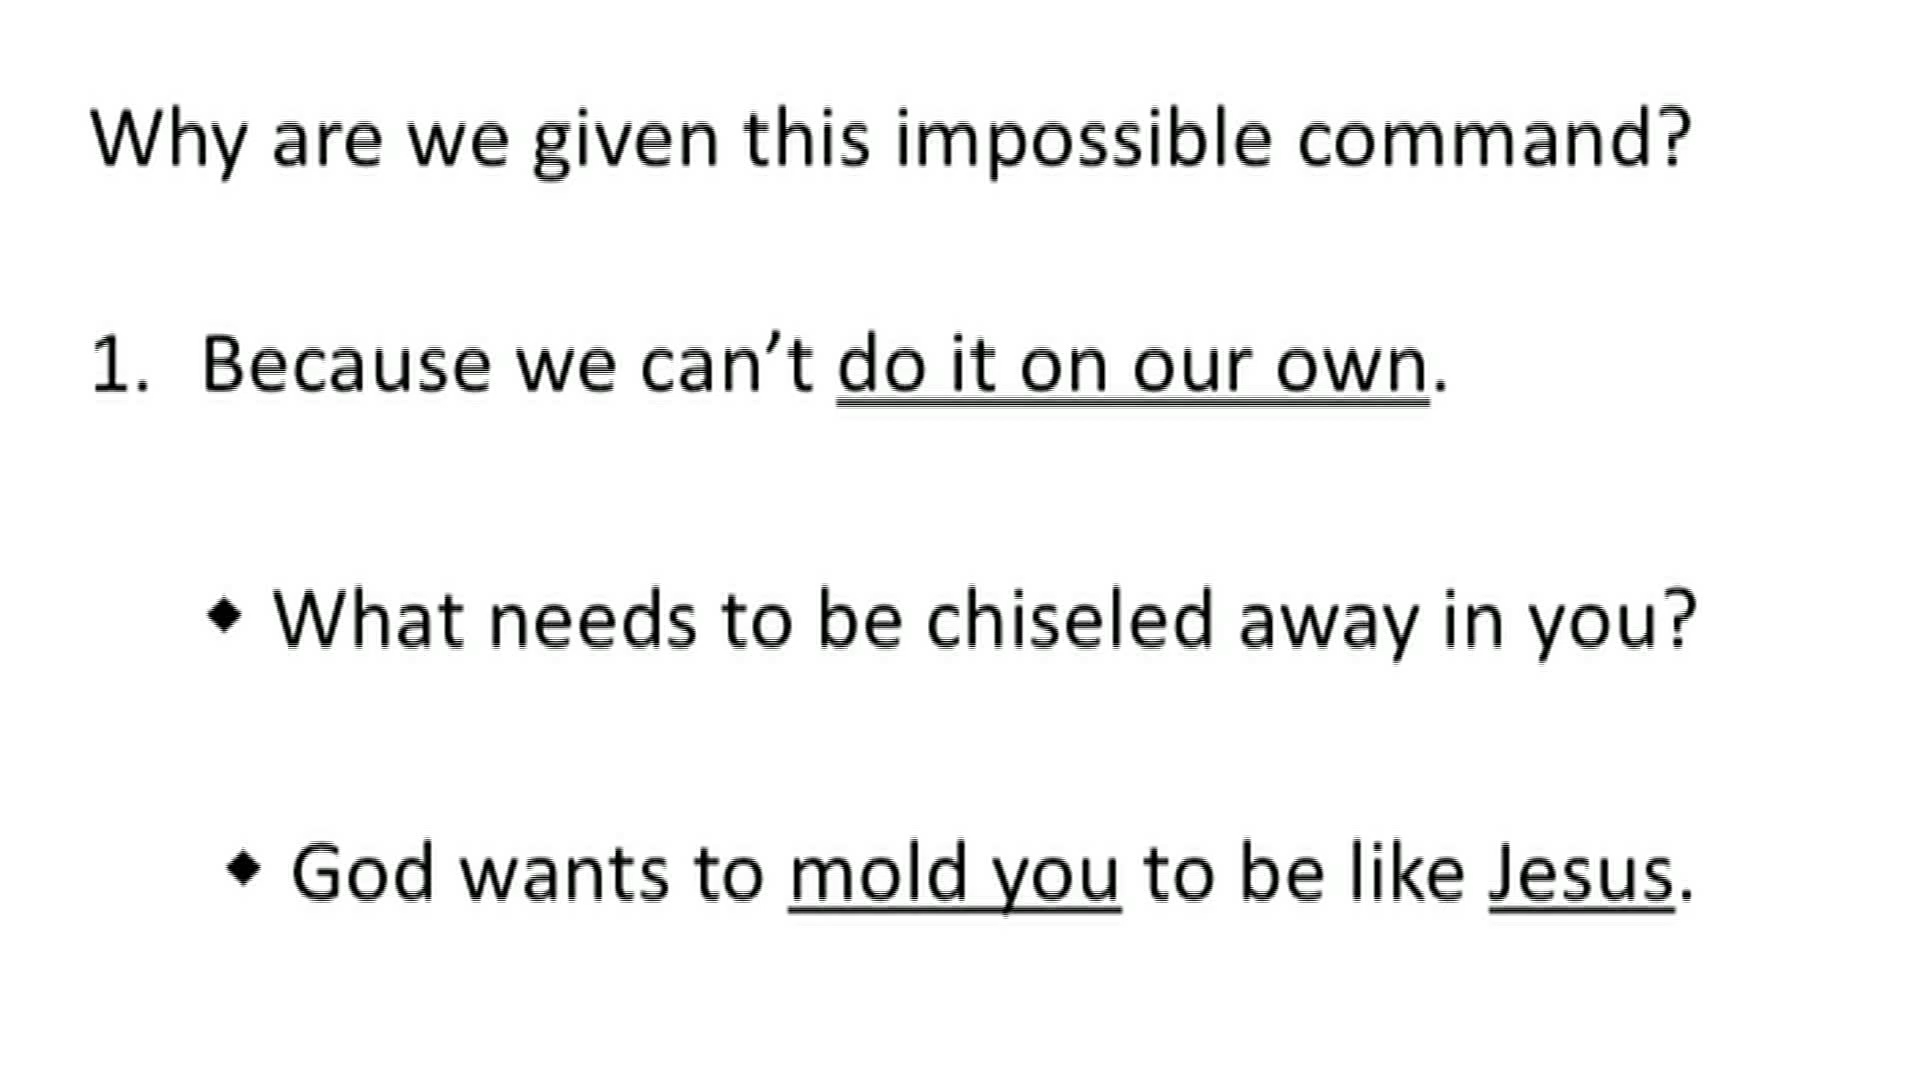 Why are we given this impossible command?
1. Because we can’t do it on our own.
◆ What needs to be chiseled away in you?
◆ God wants to mold you to be like Jesus.